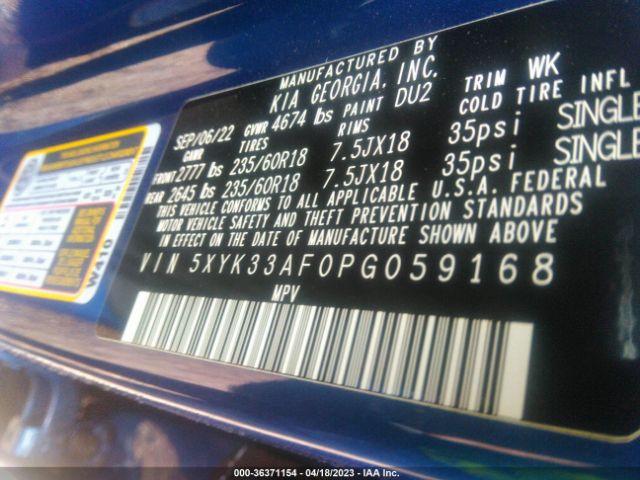 MANUFACTURED BY
KIA GEORGIA, INC.
SEP/06/22 GVWR 4674 lbs PAINT DU2 TRIM WK
GAWR TIRES RIMS COLD TIRE INFL
FRONT 2777 lbs 235/60R18 7.5JX18 35psi SINGLE
REAR 2645 lbs 235/60R18 7.5JX18 35psi SINGLE
THIS VEHICLE CONFORMS TO ALL APPLICABLE U.S.A. FEDERAL
MOTOR VEHICLE SAFETY AND THEFT PREVENTION STANDARDS
IN EFFECT ON THE DATE OF MANUFACTURE SHOWN ABOVE
VIN 5XYK33AF0PG059168
MPV
W410
000-36371154 - 04/18/2023 - IAA Inc.